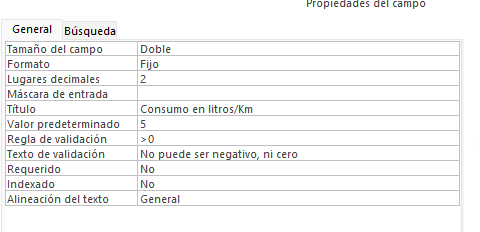 Propiedades del campo
General Búsqueda
Tamaño del campo Doble
Formato Fijo
Lugares decimales 2
Máscara de entrada
Título Consumo en litros/Km
Valor predeterminado 5
Regla de validación >0
Texto de validación No puede ser negativo, ni cero
Requerido No
Indexado No
Alineación del texto General